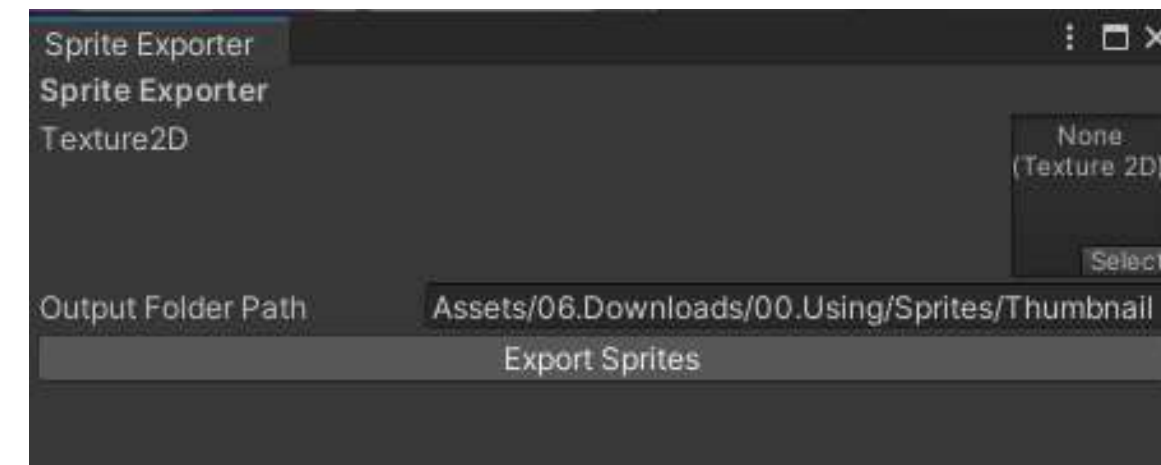 Sprite Exporter
Sprite Exporter
Texture2D
None
(Texture 2D)
Select
Output Folder Path Assets/06.Downloads/00.Using/Sprites/Thumbnail
Export Sprites